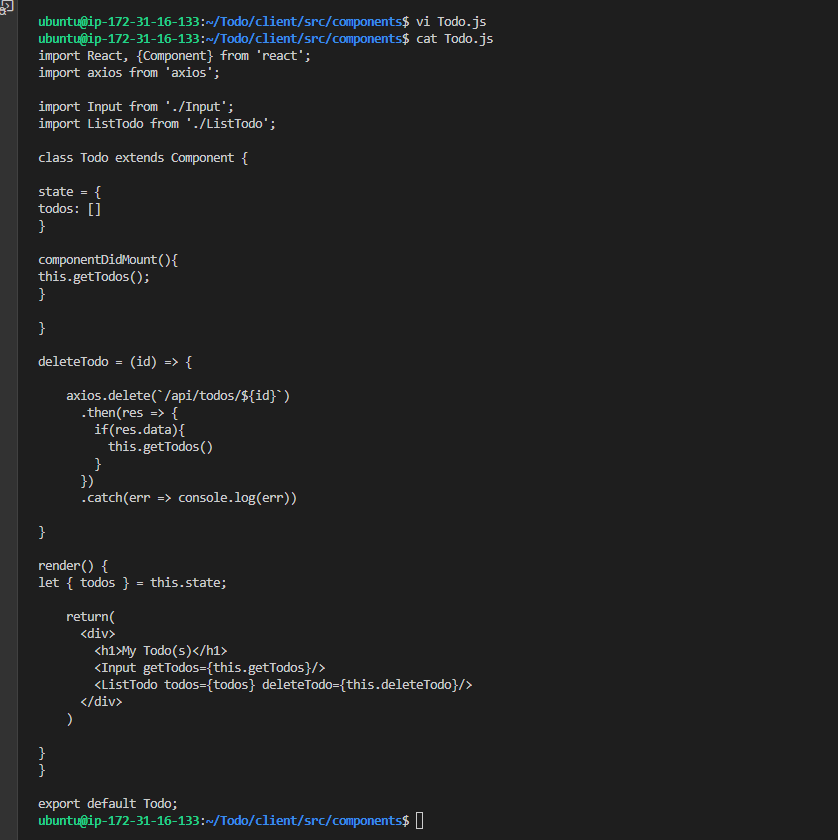 ubuntu@ip-172-31-16-133:~/Todo/client/src/components$ vi Todo.js
ubuntu@ip-172-31-16-133:~/Todo/client/src/components$ cat Todo.js
import React, {Component} from 'react';
import axios from 'axios';

import Input from './Input';
import ListTodo from './ListTodo';

class Todo extends Component {

state = {
todos: []
}

componentDidMount(){
this.getTodos();
}

}

deleteTodo = (id) => {

    axios.delete(`/api/todos/${id}`)
      .then(res => {
        if(res.data){
          this.getTodos()
        }
      })
      .catch(err => console.log(err))

}

render() {
let { todos } = this.state;

    return(
      <div>
        <h1>My Todo(s)</h1>
        <Input getTodos={this.getTodos}/>
        <ListTodo todos={todos} deleteTodo={this.deleteTodo}/>
      </div>
    )

}
}

export default Todo;
ubuntu@ip-172-31-16-133:~/Todo/client/src/components$